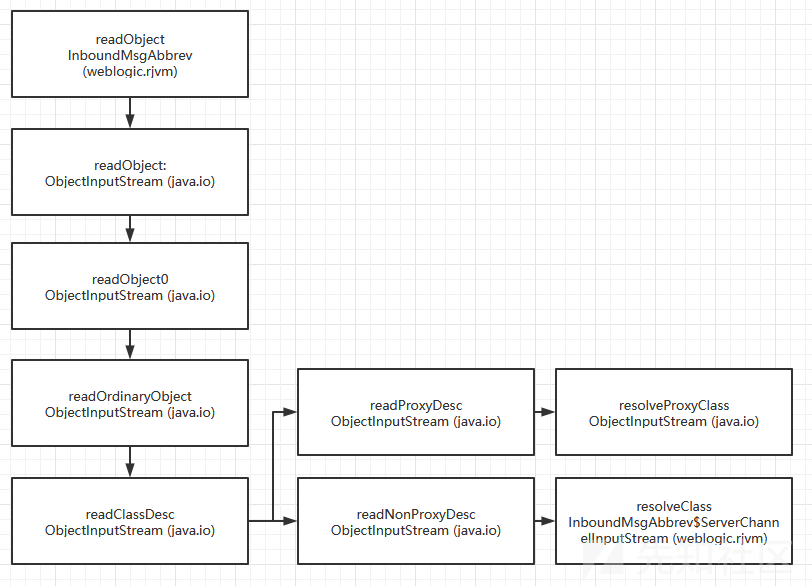 readObject
InboundMsgAbbrev
(weblogic.rjvm)
readObject:
ObjectInputStream (java.io)
readObject0
ObjectInputStream (java.io)
readOrdinaryObject
ObjectInputStream (java.io)
readClassDesc
ObjectInputStream (java.io)
readProxyDesc
ObjectInputStream (java.io)
resolveProxyClass
ObjectInputStream (java.io)
readNonProxyDesc
ObjectInputStream (java.io)
resolveClass
InboundMsgAbbrev$ServerChann
elInputStream (weblogic.rjvm)
先知社区